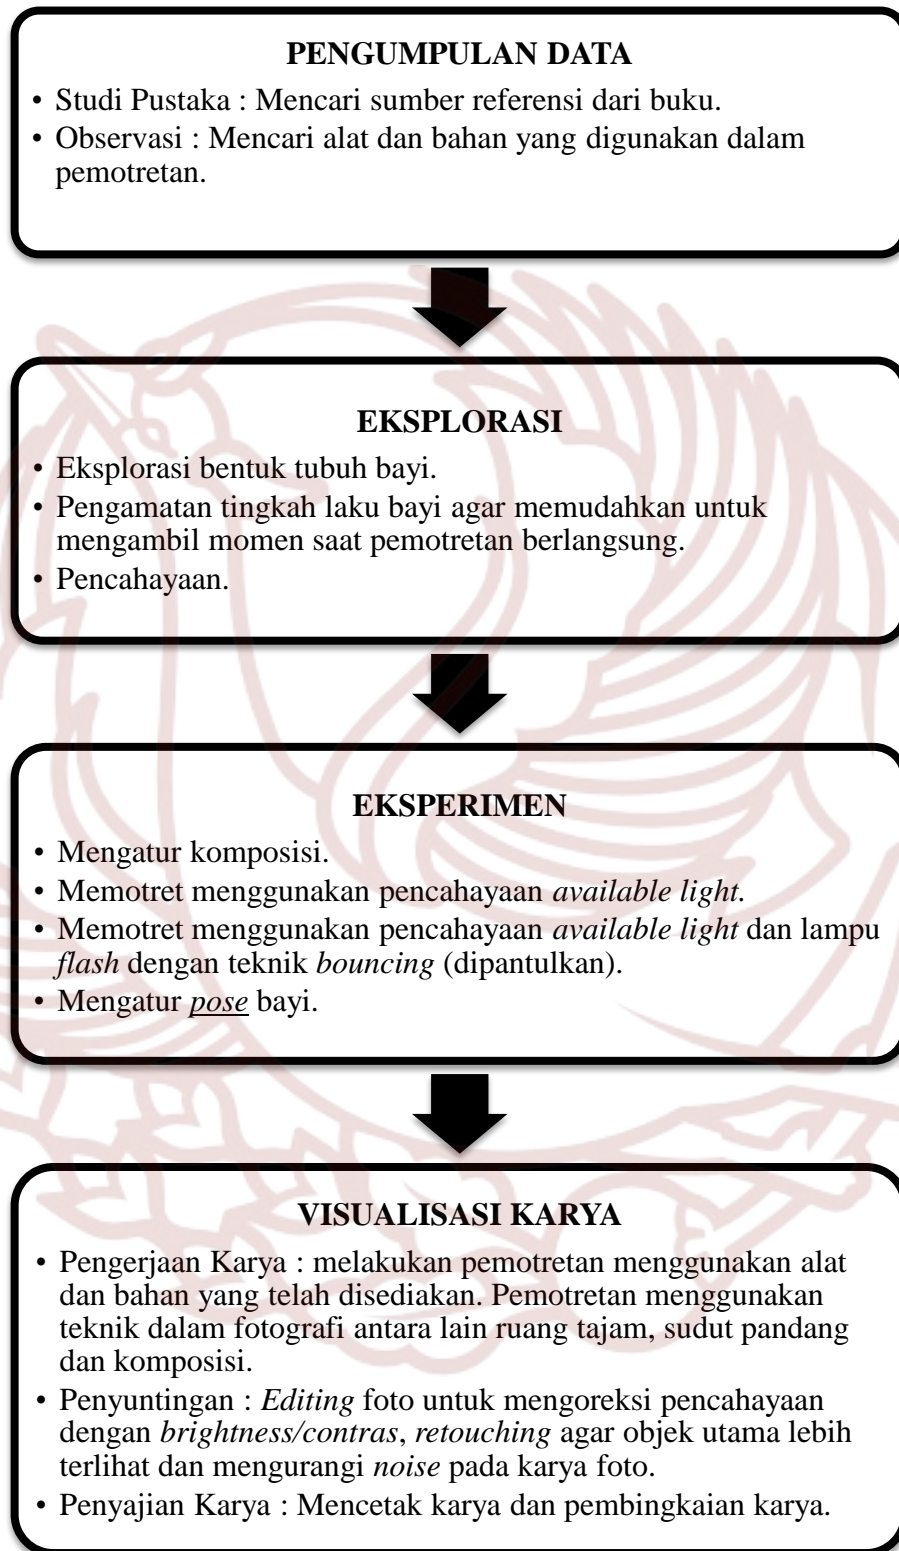 PENGUMPULAN DATA
• Studi Pustaka : Mencari sumber referensi dari buku.
• Observasi : Mencari alat dan bahan yang digunakan dalam
pemotretan.
EKSPLORASI
• Eksplorasi bentuk tubuh bayi.
• Pengamatan tingkah laku bayi agar memudahkan untuk
mengambil momen saat pemotretan berlangsung.
• Pencahayaan.
EKSPERIMEN
• Mengatur komposisi.
• Memotret menggunakan pencahayaan available light.
• Memotret menggunakan pencahayaan available light dan lampu
flash dengan teknik bouncing (dipantulkan).
• Mengatur pose bayi.
VISUALISASI KARYA
• Pengerjaan Karya : melakukan pemotretan menggunakan alat
dan bahan yang telah disediakan. Pemotretan menggunakan
teknik dalam fotografi antara lain ruang tajam, sudut pandang
dan komposisi.
• Penyuntingan : Editing foto untuk mengoreksi pencahayaan
dengan brightness/contras, retouching agar objek utama lebih
terlihat dan mengurangi noise pada karya foto.
• Penyajian Karya : Mencetak karya dan pembingkaian karya.